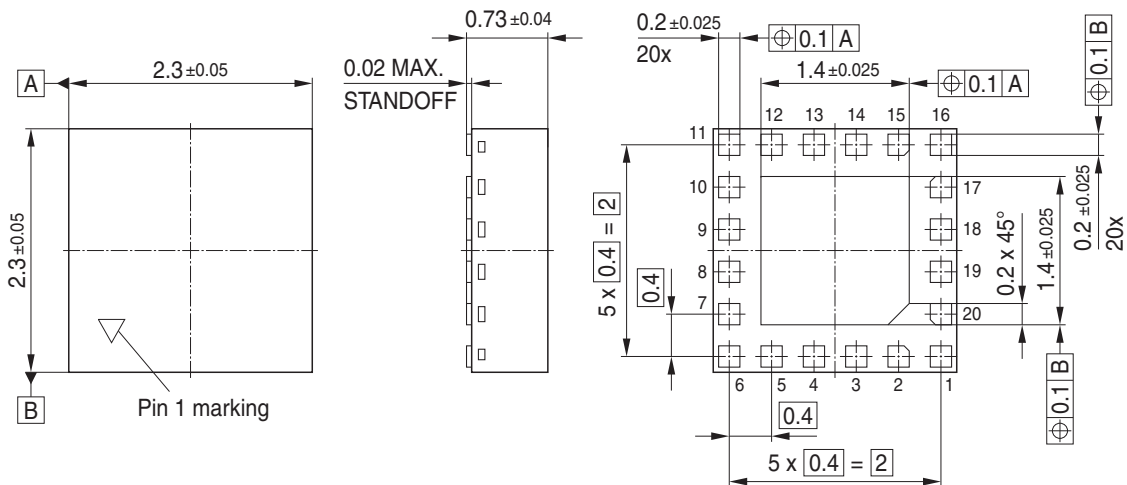 0.73 ±0.04
0.2 ±0.025
20x
⌖ 0.1 A
0.1 B
⌖
2.3 ±0.05
A
0.02 MAX.
STANDOFF
1.4 ±0.025
⌖ 0.1 A
11
12
13
14
15
16
10
17
9
18
8
19
7
20
6
5
4
3
2
1
2.3 ±0.05
5 x 0.4 = 2
0.4
0.2 x 45°
1.4 ±0.025
0.2 ±0.025
20x
⌖ 0.1 B
B
Pin 1 marking
0.4
5 x 0.4 = 2